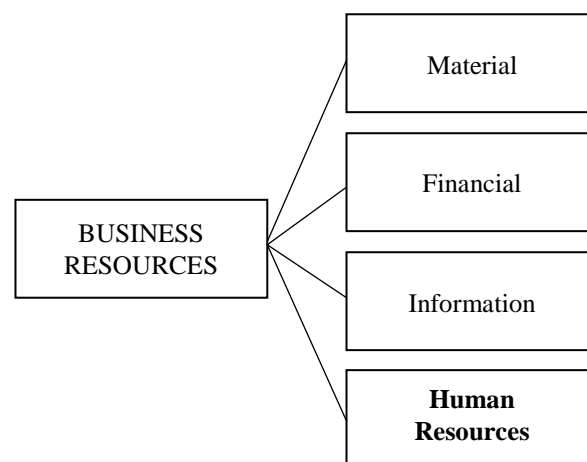 Material
Financial
BUSINESS
RESOURCES
Information
Human
Resources